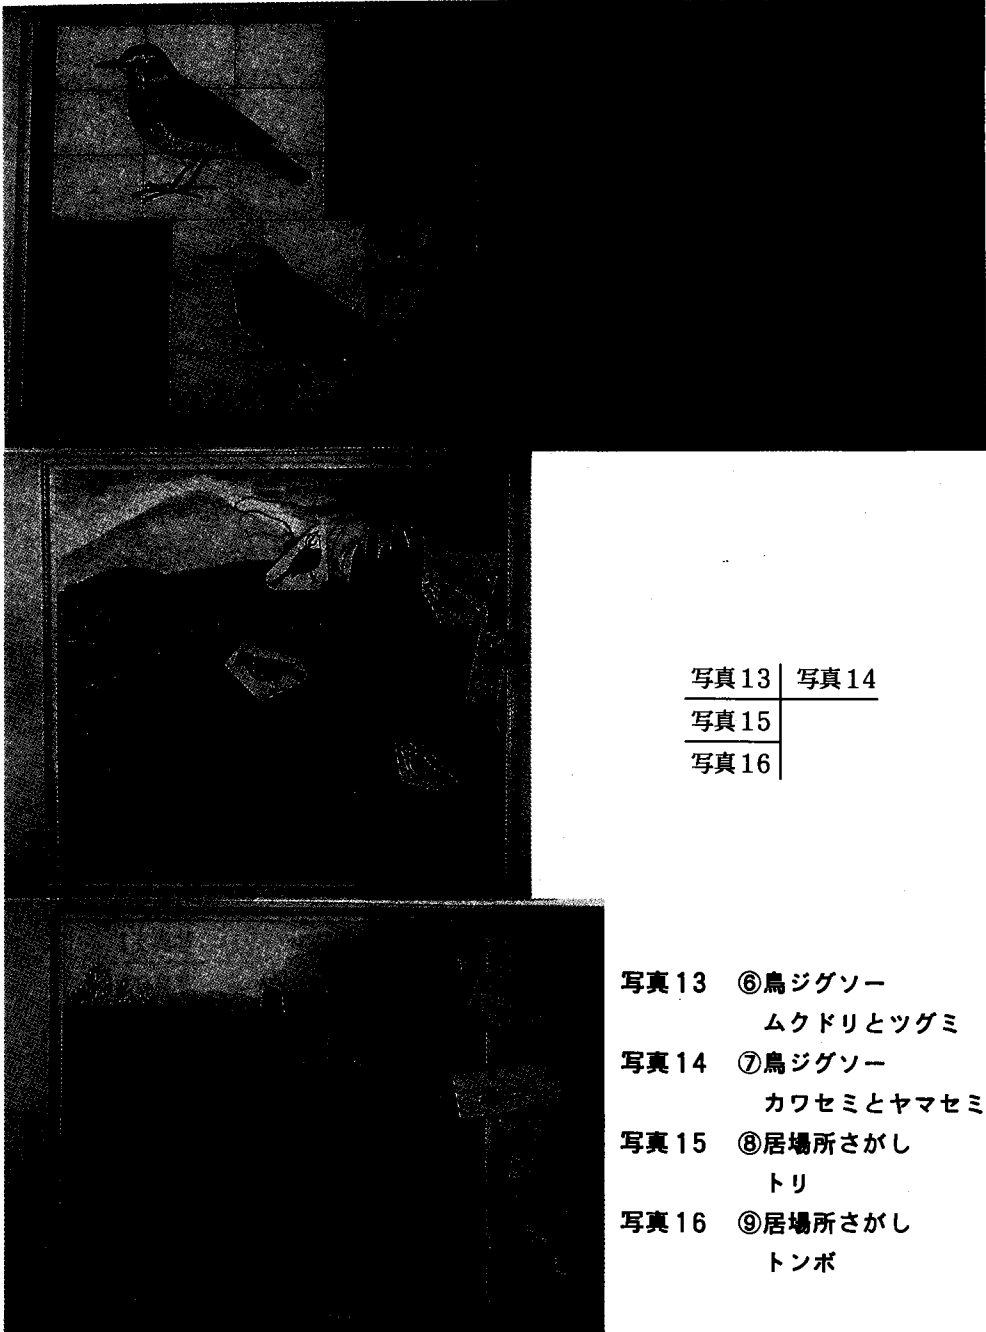 写真13 写真14
写真15
写真16
写真13 ⑥鳥ジグソー
ムクドリとツグミ
写真14 ⑦鳥ジグソー
カワセミとヤマセミ
写真15 ⑧居場所さがし
トリ
写真16 ⑨居場所さがし
トンボ